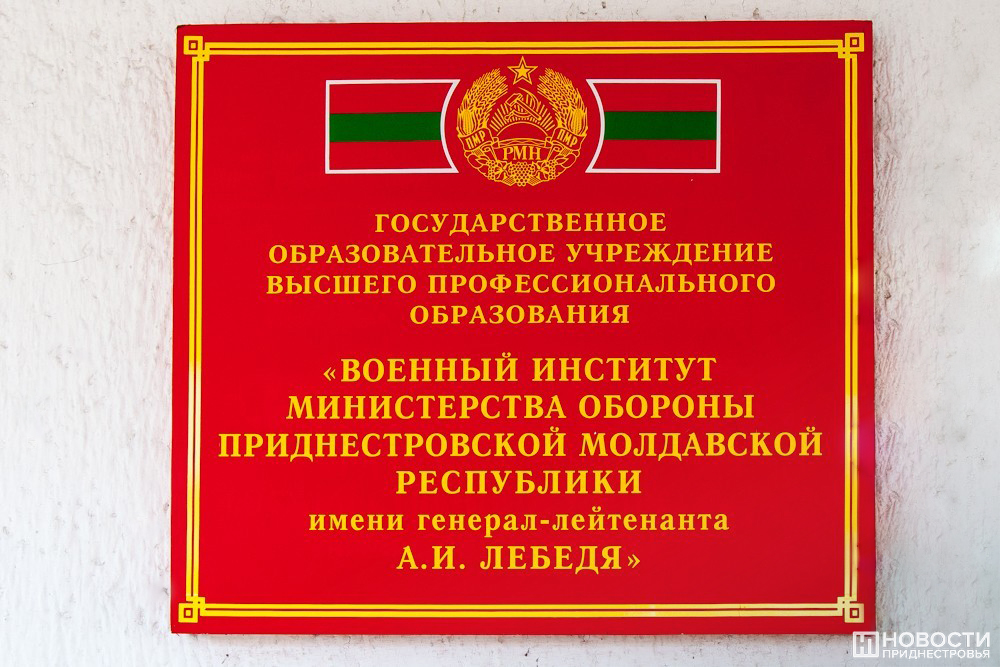 ПМР ПМР
РМН
ГОСУДАРСТВЕННОЕ
ОБРАЗОВАТЕЛЬНОЕ УЧРЕЖДЕНИЕ
ВЫСШЕГО ПРОФЕССИОНАЛЬНОГО
ОБРАЗОВАНИЯ
«ВОЕННЫЙ ИНСТИТУТ
МИНИСТЕРСТВА ОБОРОНЫ
ПРИДНЕСТРОВСКОЙ МОЛДАВСКОЙ
РЕСПУБЛИКИ
имени генерал-лейтенанта
А.И. ЛЕБЕДЯ»
НОВОСТИ
ПРИДНЕСТРОВЬЯ